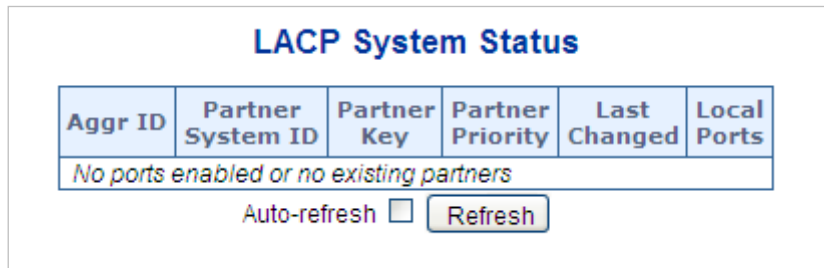 LACP System Status
Aggr ID Partner System ID Partner Key Partner Priority Last Changed Local Ports
No ports enabled or no existing partners
Auto-refresh Refresh